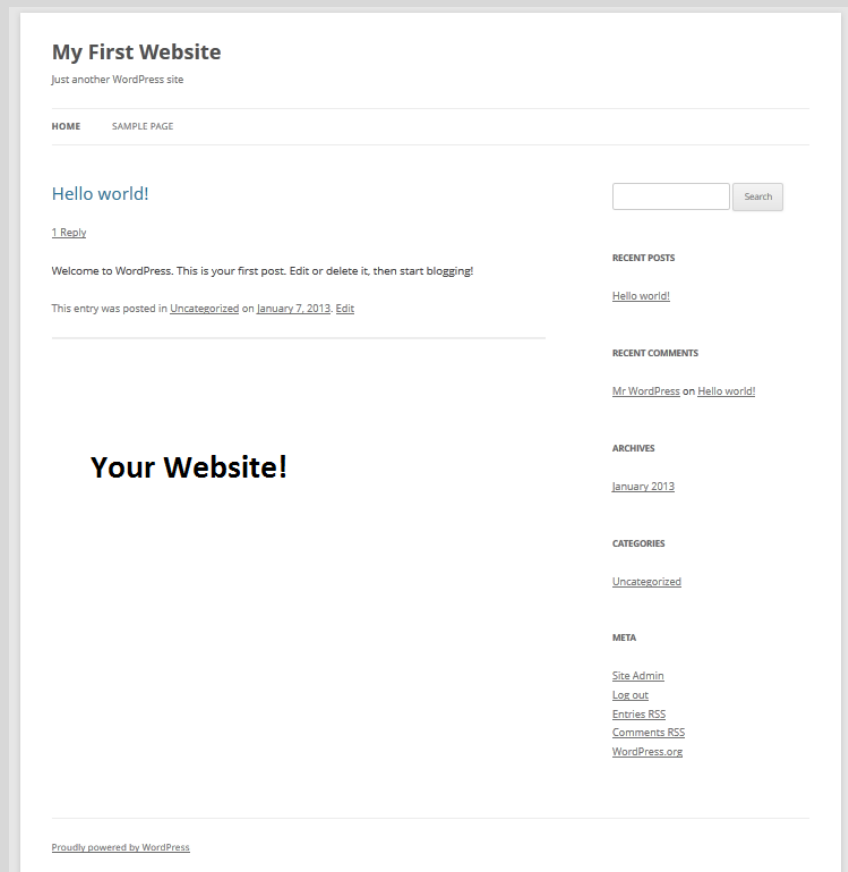 My First Website
Just another WordPress site
HOME SAMPLE PAGE
Hello world!
1 Reply
Welcome to WordPress. This is your first post. Edit or delete it, then start blogging!
This entry was posted in Uncategorized on January 7, 2013. Edit
Your Website!
Search
RECENT POSTS
Hello world!
RECENT COMMENTS
Mr WordPress on Hello world!
ARCHIVES
January 2013
CATEGORIES
Uncategorized
META
Site Admin
Log out
Entries RSS
Comments RSS
WordPress.org
Proudly powered by WordPress